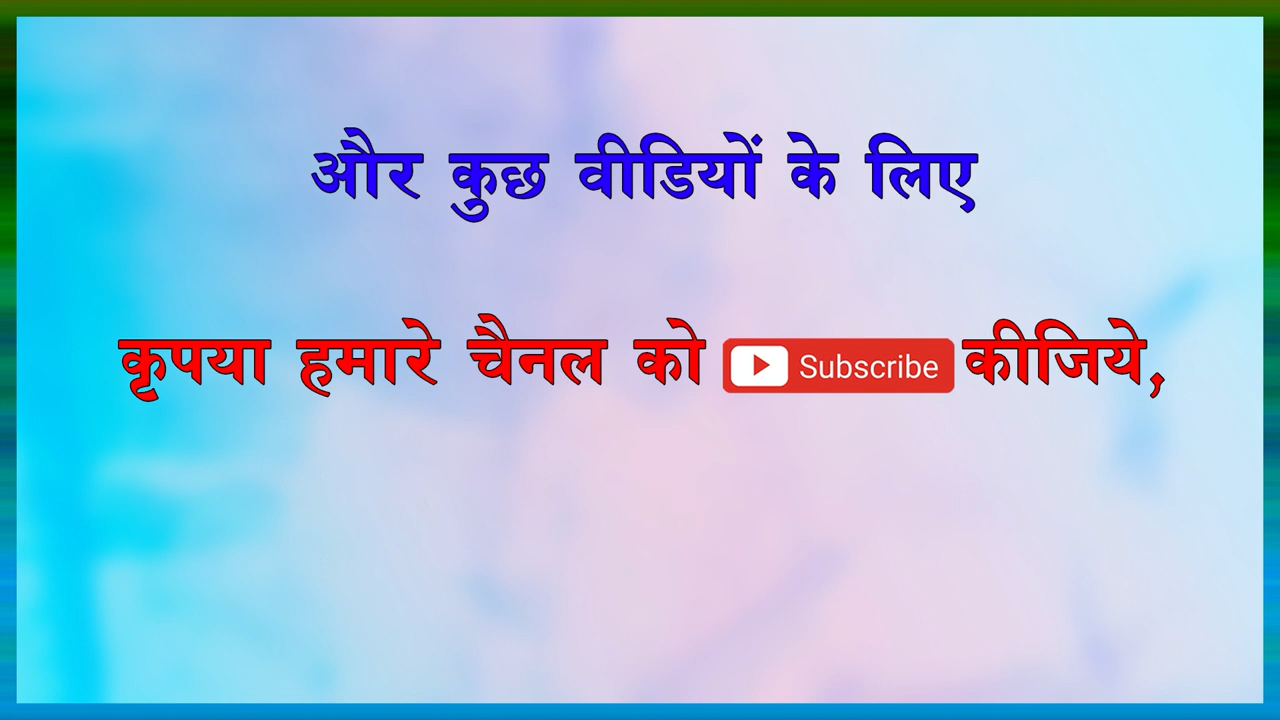 और कुछ वीडियों के लिए
कृपया हमारे चैनल को Subscribe कीजिये,